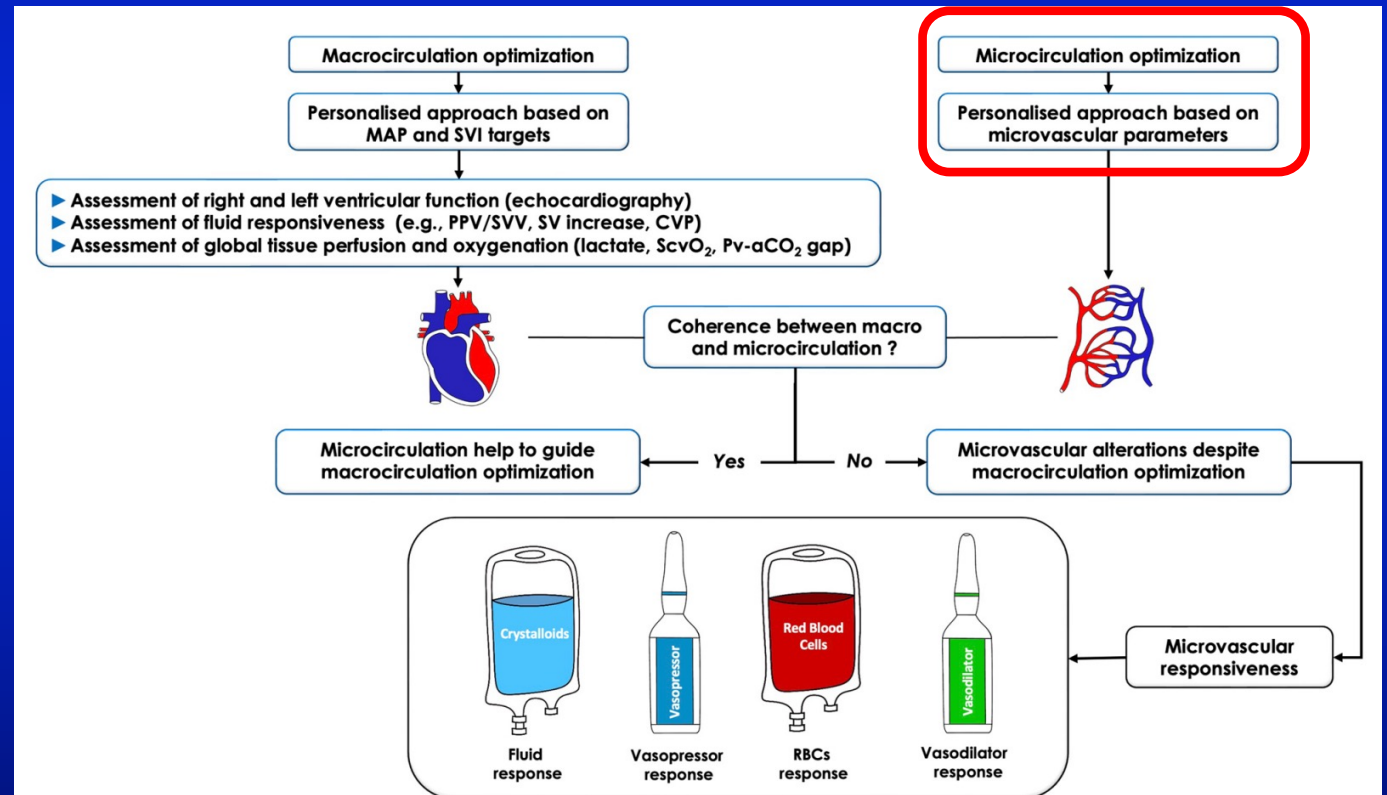 Macrocirculation optimization
Personalised approach based on
MAP and SVI targets
► Assessment of right and left ventricular function (echocardiography)
► Assessment of fluid responsiveness (e.g., PPV/SVV, SV increase, CVP)
► Assessment of global tissue perfusion and oxygenation (lactate, ScvO₂, Pv-aCO₂ gap)
Microcirculation optimization
Personalised approach based on
microvascular parameters
Coherence between macro
and microcirculation ?
Microcirculation help to guide
macrocirculation optimization
Yes
No
Microvascular alterations despite
macrocirculation optimization
Microvascular
responsiveness
Crystalloids
Fluid
response
Vasopressor
Vasopressor
response
Red Blood
Cells
RBCs
response
Vasodilator
Vasodilator
response